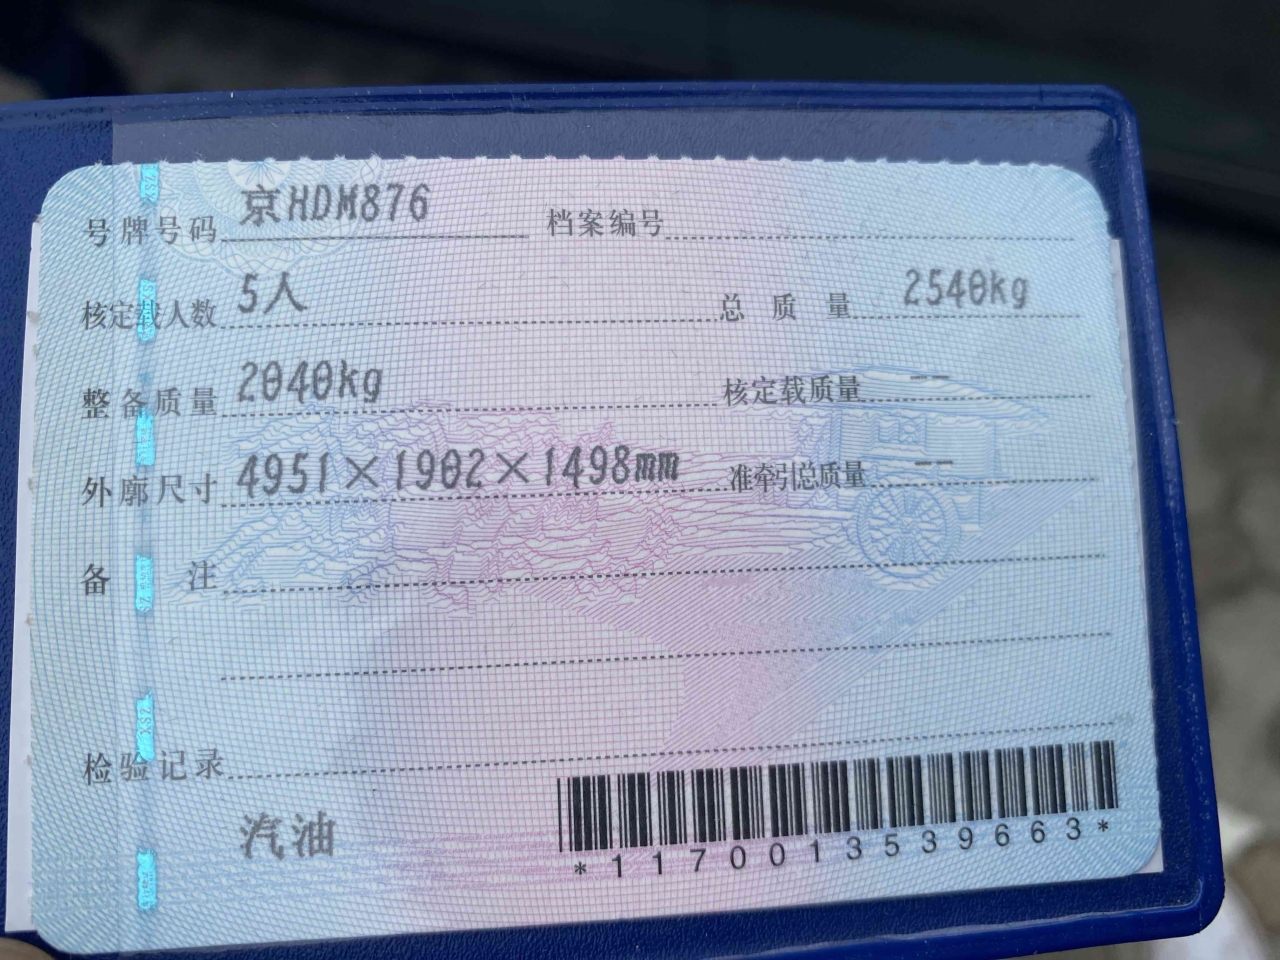 号牌号码 京HDM876 档案编号
核定载人数 5人 总质量 2540kg
整备质量 2040kg 核定载质量 --
外廓尺寸 4951×1902×1498mm 准牵引总质量 --
备注
检验记录
汽油
*1170013539663*